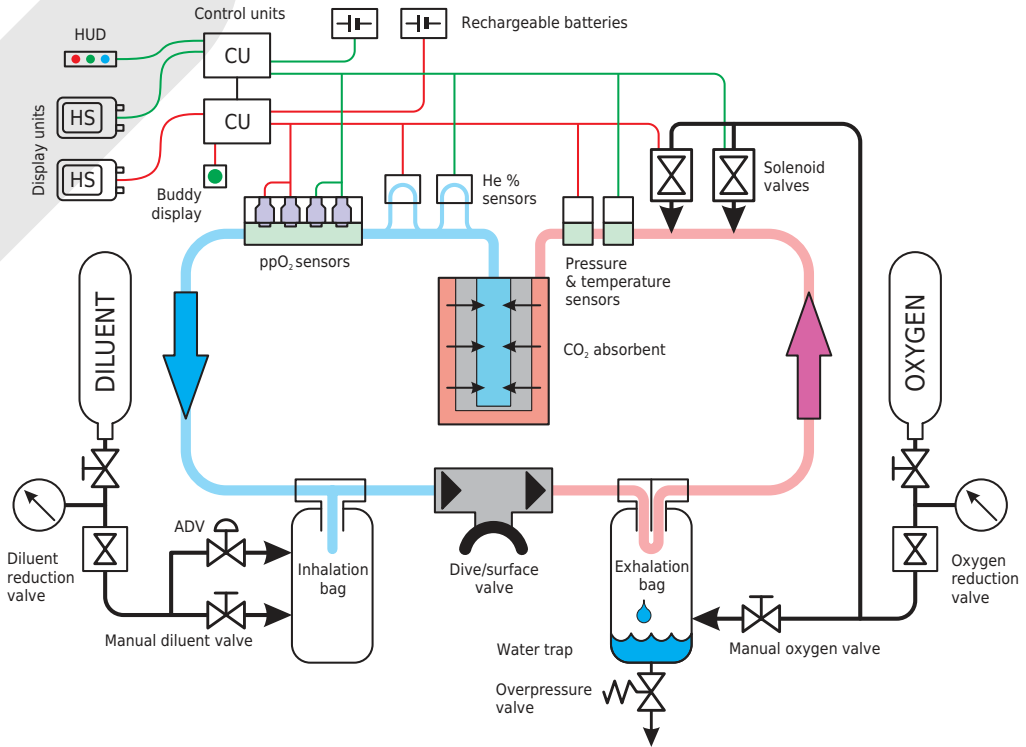 Control units
Rechargeable batteries
HUD
CU
HS
CU
HS
Display units
Buddy
display
He %
sensors
Solenoid
valves
ppO₂ sensors
Pressure
& temperature
sensors
CO₂ absorbent
DILUENT
OXYGEN
ADV
Diluent
reduction
valve
Inhalation
bag
Dive/surface
valve
Exhalation
bag
Oxygen
reduction
valve
Manual diluent valve
Water trap
Manual oxygen valve
Overpressure
valve